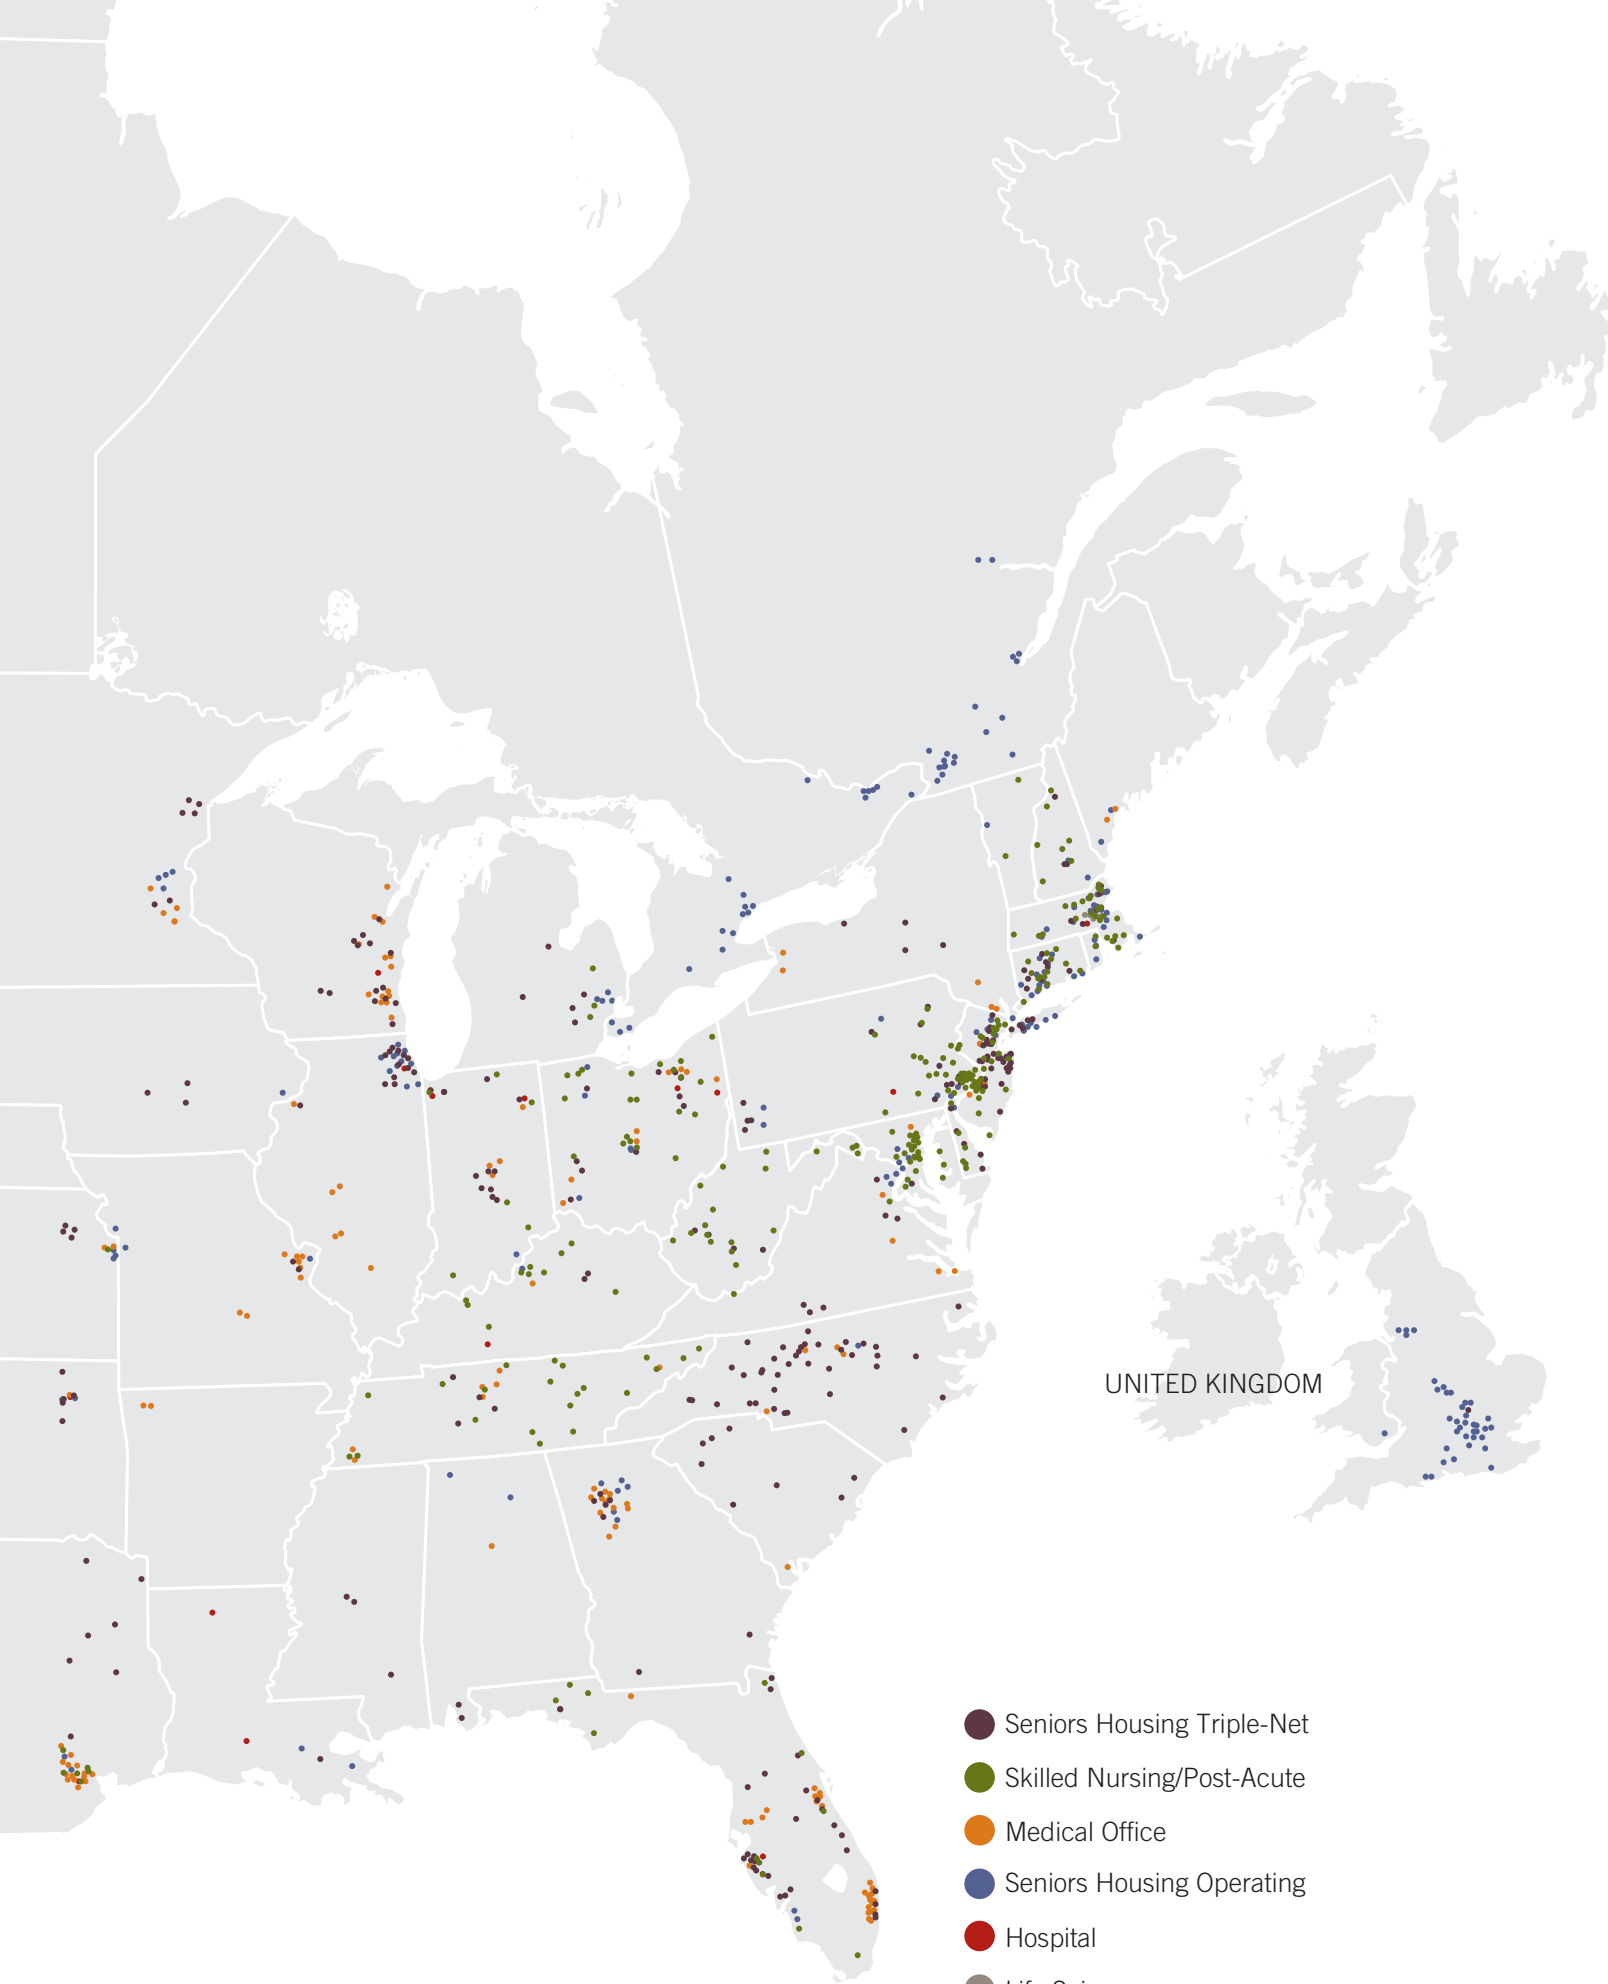 UNITED KINGDOM
Seniors Housing Triple-Net
Skilled Nursing/Post-Acute
Medical Office
Seniors Housing Operating
Hospital